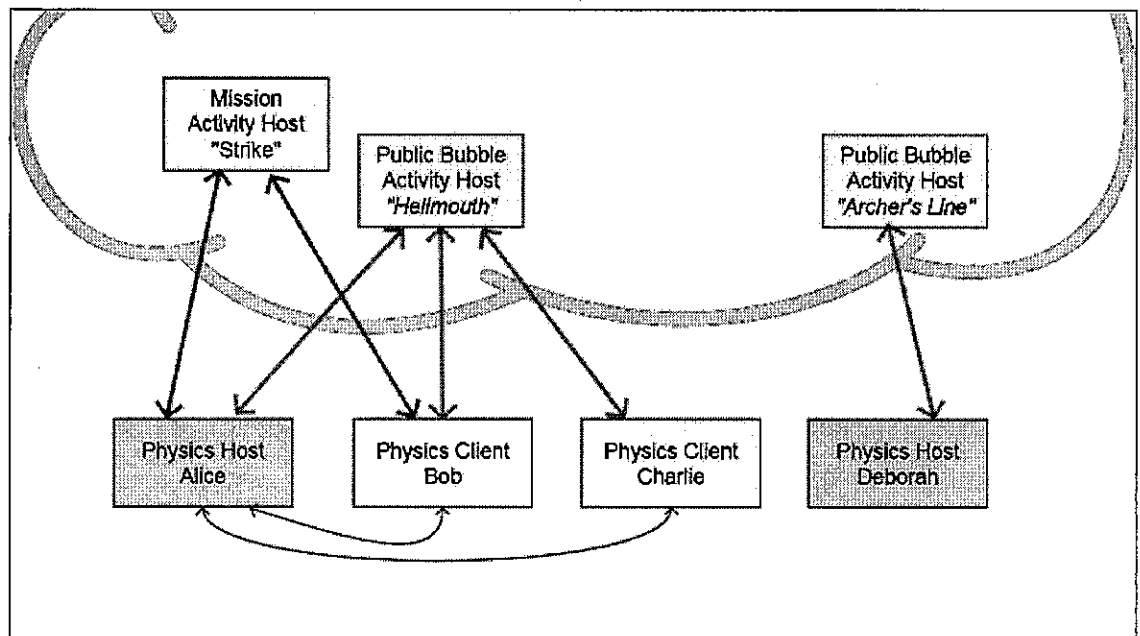 Mission
Activity Host
"Strike"
Public Bubble
Activity Host
"Hellmouth"
Public Bubble
Activity Host
"Archer's Line"
Physics Host
Alice
Physics Client
Bob
Physics Client
Charlie
Physics Host
Deborah